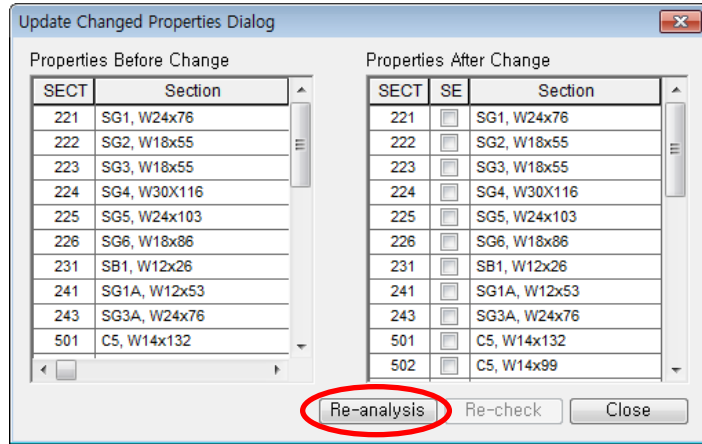 Update Changed Properties Dialog
Properties Before Change
SECT Section
221 SG1, W24x76
222 SG2, W18x55
223 SG3, W18x55
224 SG4, W30X116
225 SG5, W24x103
226 SG6, W18x86
231 SB1, W12x26
241 SG1A, W12x53
243 SG3A, W24x76
501 C5, W14x132
Properties After Change
SECT SE Section
221 SG1, W24x76
222 SG2, W18x55
223 SG3, W18x55
224 SG4, W30X116
225 SG5, W24x103
226 SG6, W18x86
231 SB1, W12x26
241 SG1A, W12x53
243 SG3A, W24x76
501 C5, W14x132
502 C5, W14x99
Re-analysis Re-check Close